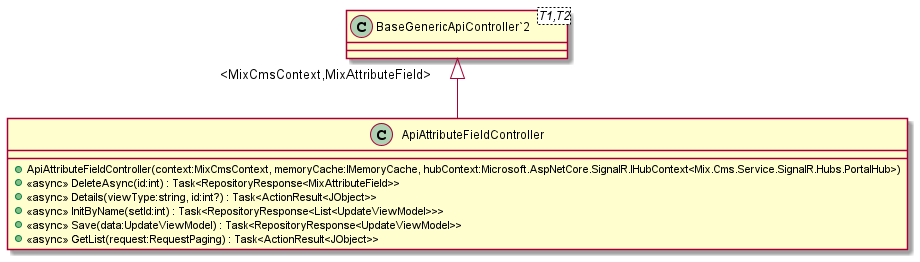 T1,T2
C BaseGenericApiController`2
<MixCmsContext,MixAttributeField>
C ApiAttributeFieldController
ApiAttributeFieldController(context:MixCmsContext, memoryCache:IMemoryCache, hubContext:Microsoft.AspNetCore.SignalR.IHubContext<Mix.Cms.Service.SignalR.Hubs.PortalHub>)
«async» DeleteAsync(id:int) : Task<RepositoryResponse<MixAttributeField>>
«async» Details(viewType:string, id:int?) : Task<ActionResult<JObject>>
«async» InitByName(setId:int) : Task<RepositoryResponse<List<UpdateViewModel>>>
«async» Save(data:UpdateViewModel) : Task<RepositoryResponse<UpdateViewModel>>
«async» GetList(request:RequestPaging) : Task<ActionResult<JObject>>